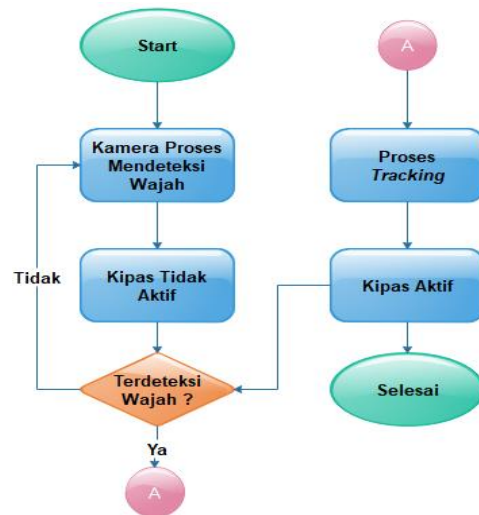 Start
Kamera Proses
Mendeteksi
Wajah
Kipas Tidak
Aktif
Tidak
Terdeteksi
Wajah ?
Ya
A
A
Proses
Tracking
Kipas Aktif
Selesai